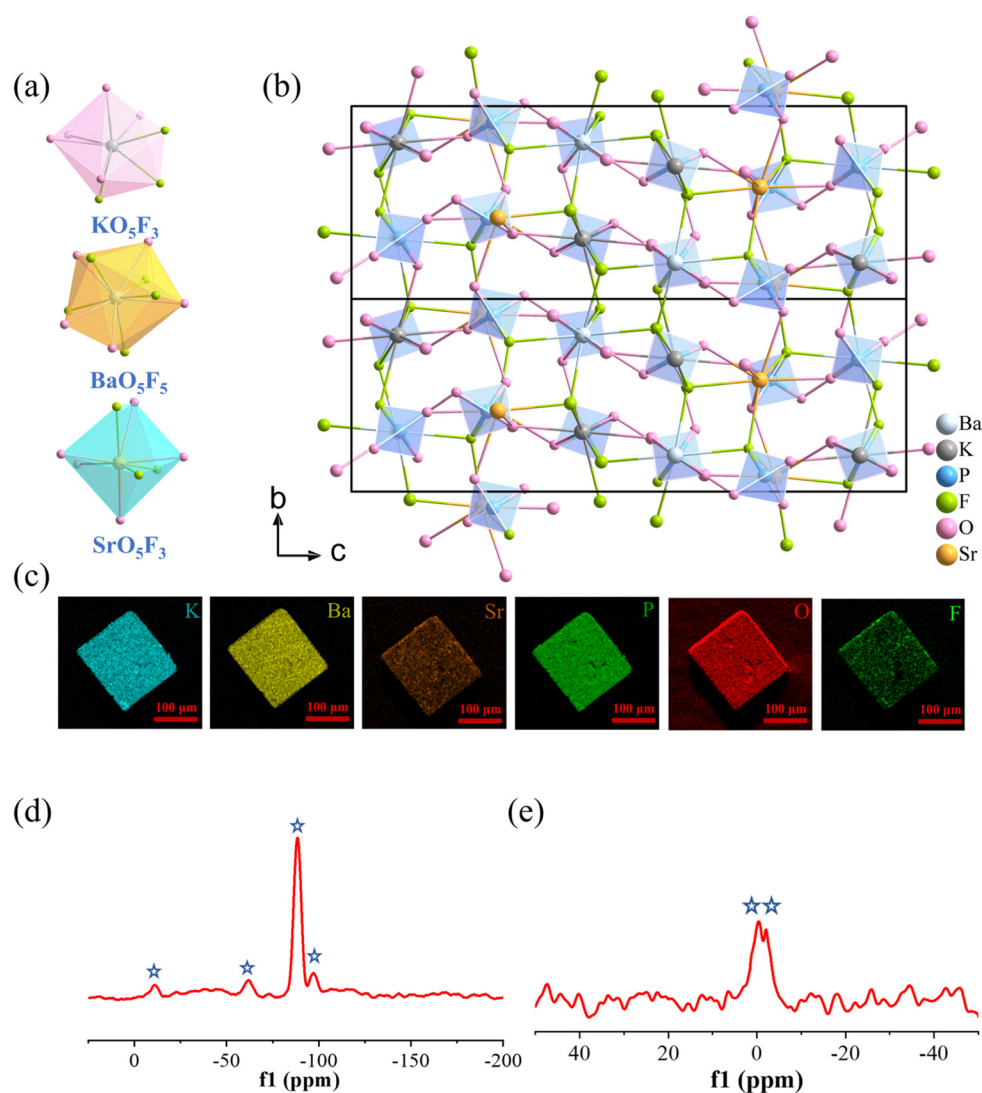 (a)
(b)
KO₅F₃
BaO₅F₅
SrO₅F₃
b
c
Ba
K
P
F
O
Sr
(c)
K
Ba
Sr
P
O
F
100 μm
100 μm
100 μm
100 μm
100 μm
100 μm
(d)
(e)
0 -50 -100 -150 -200
f1 (ppm)
40 20 0 -20 -40
f1 (ppm)